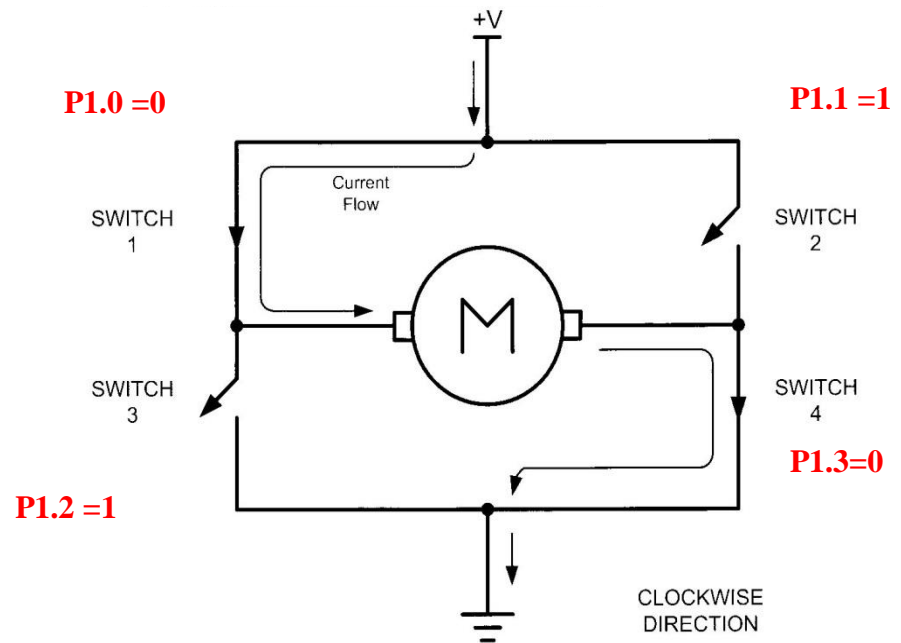 +V
P1.0 =0
P1.1 =1
Current
Flow
SWITCH
1
SWITCH
2
M
SWITCH
3
SWITCH
4
P1.3=0
P1.2 =1
CLOCKWISE
DIRECTION